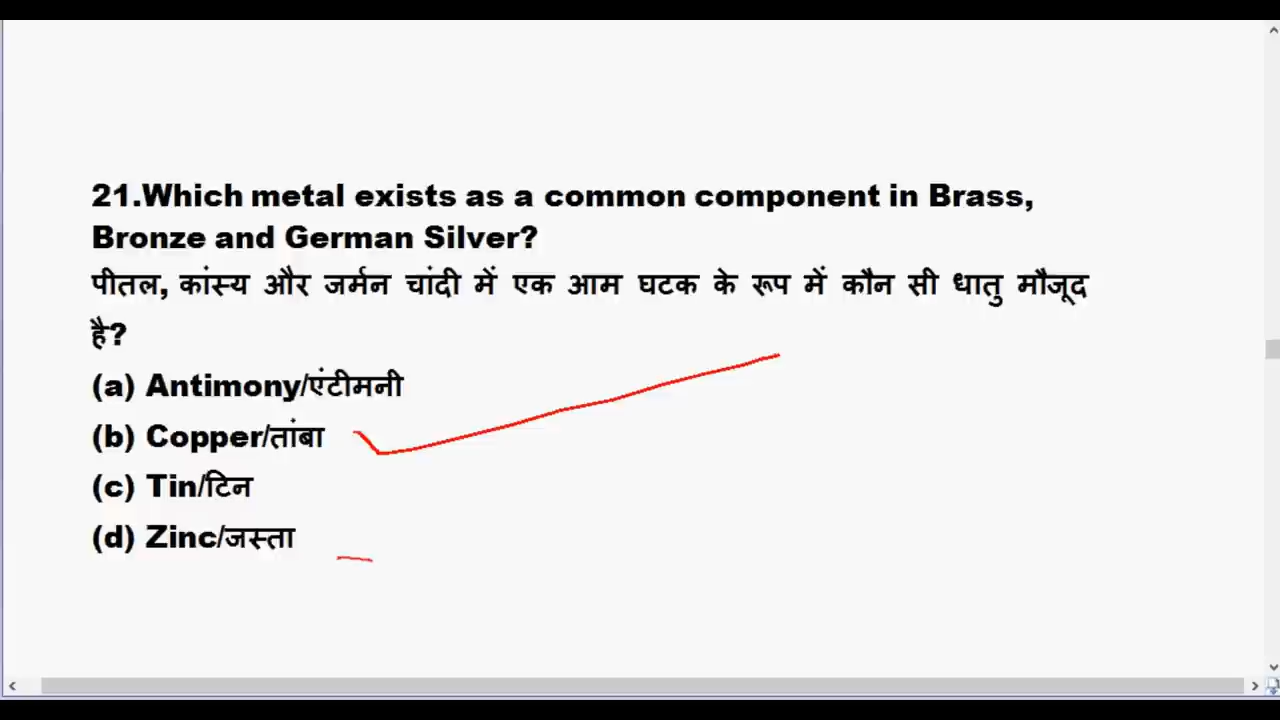 21.Which metal exists as a common component in Brass,
Bronze and German Silver?
पीतल, कांस्य और जर्मन चांदी में एक आम घटक के रूप में कौन सी धातु मौजूद
है?
(a) Antimony/एंटीमनी
(b) Copper/तांबा
(c) Tin/टिन
(d) Zinc/जस्ता